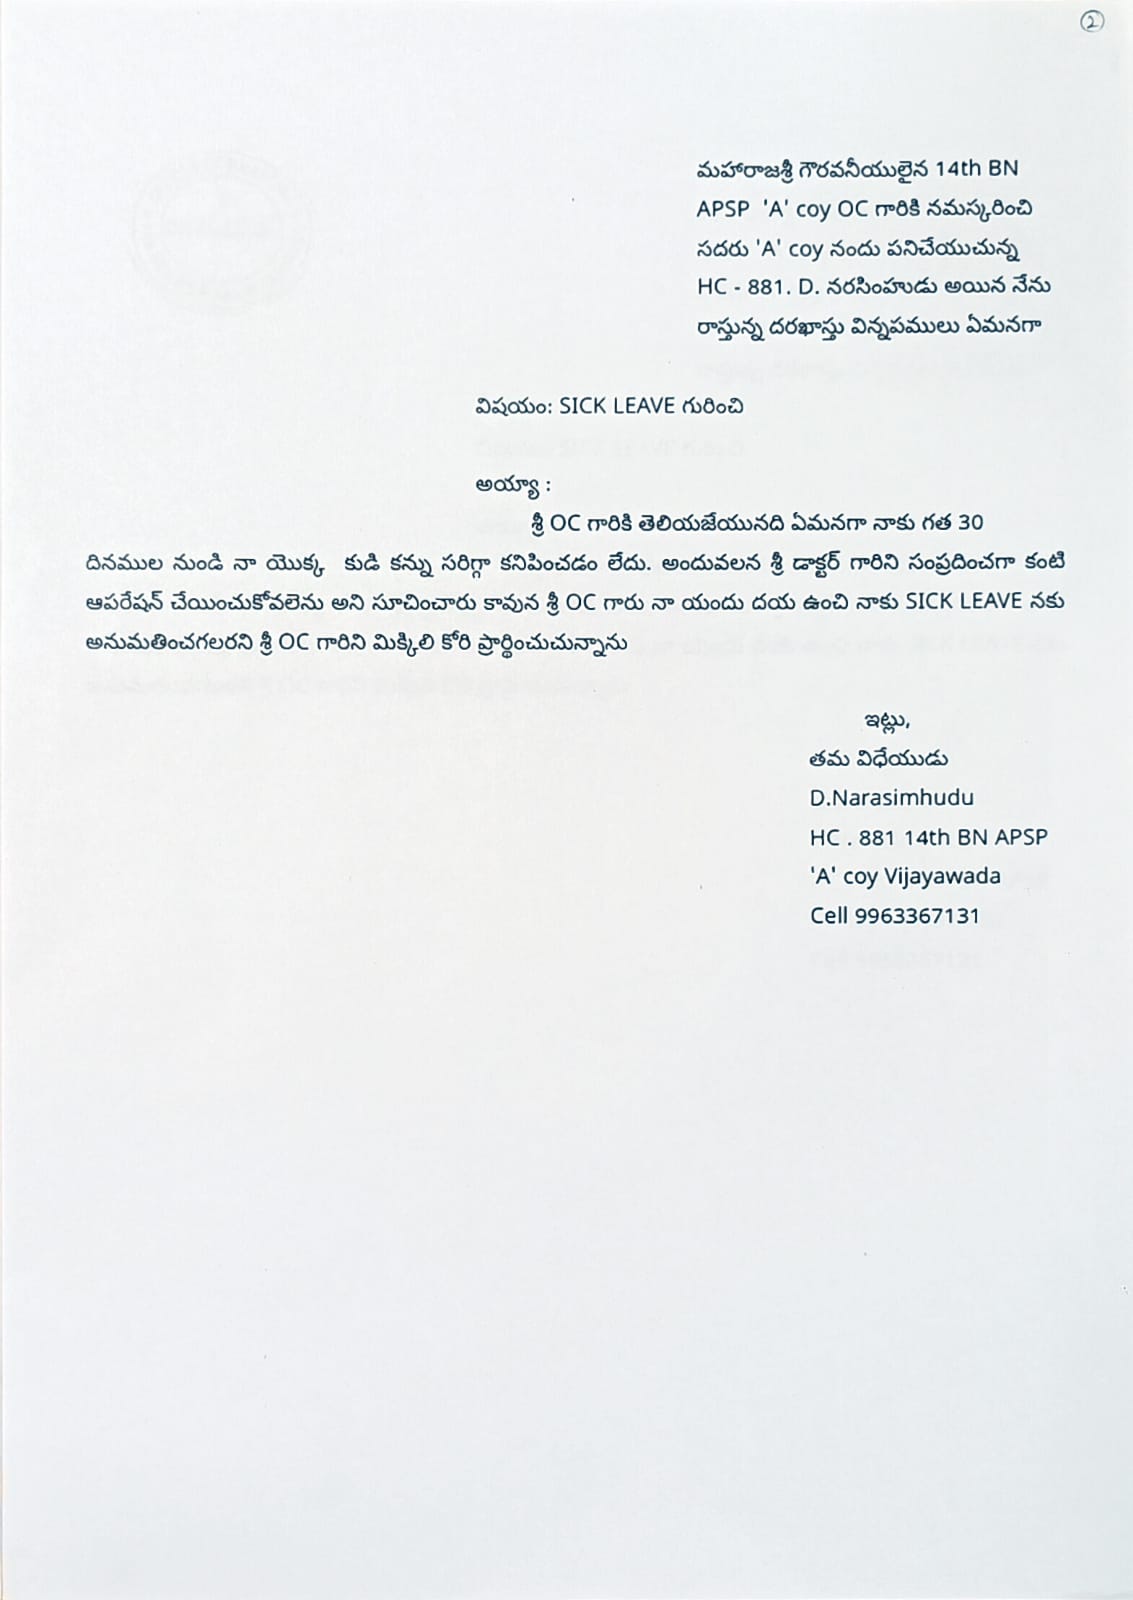 2
మహారాజశ్రీ గౌరవనీయులైన 14th BN
APSP 'A' coy OC గారికి నమస్కరించి
సదరు 'A' coy నందు పనిచేయుచున్న
HC - 881. D. నరసింహుడు అయిన నేను
రాస్తున్న దరఖాస్తు విన్నపములు ఏమనగా
విషయం: SICK LEAVE గురించి
అయ్యా :
శ్రీ OC గారికి తెలియజేయునది ఏమనగా నాకు గత 30
దినముల నుండి నా యొక్క కుడి కన్ను సరిగ్గా కనిపించడం లేదు. అందువలన శ్రీ డాక్టర్ గారిని సంప్రదించగా కంటి
ఆపరేషన్ చేయించుకోవలెను అని సూచించారు కావున శ్రీ OC గారు నా యందు దయ ఉంచి నాకు SICK LEAVE నకు
అనుమతించగలరని శ్రీ OC గారిని మిక్కిలి కోరి ప్రార్థించుచున్నాను
ఇట్లు,
తమ విధేయుడు
D.Narasimhudu
HC . 881 14th BN APSP
'A' coy Vijayawada
Cell 9963367131